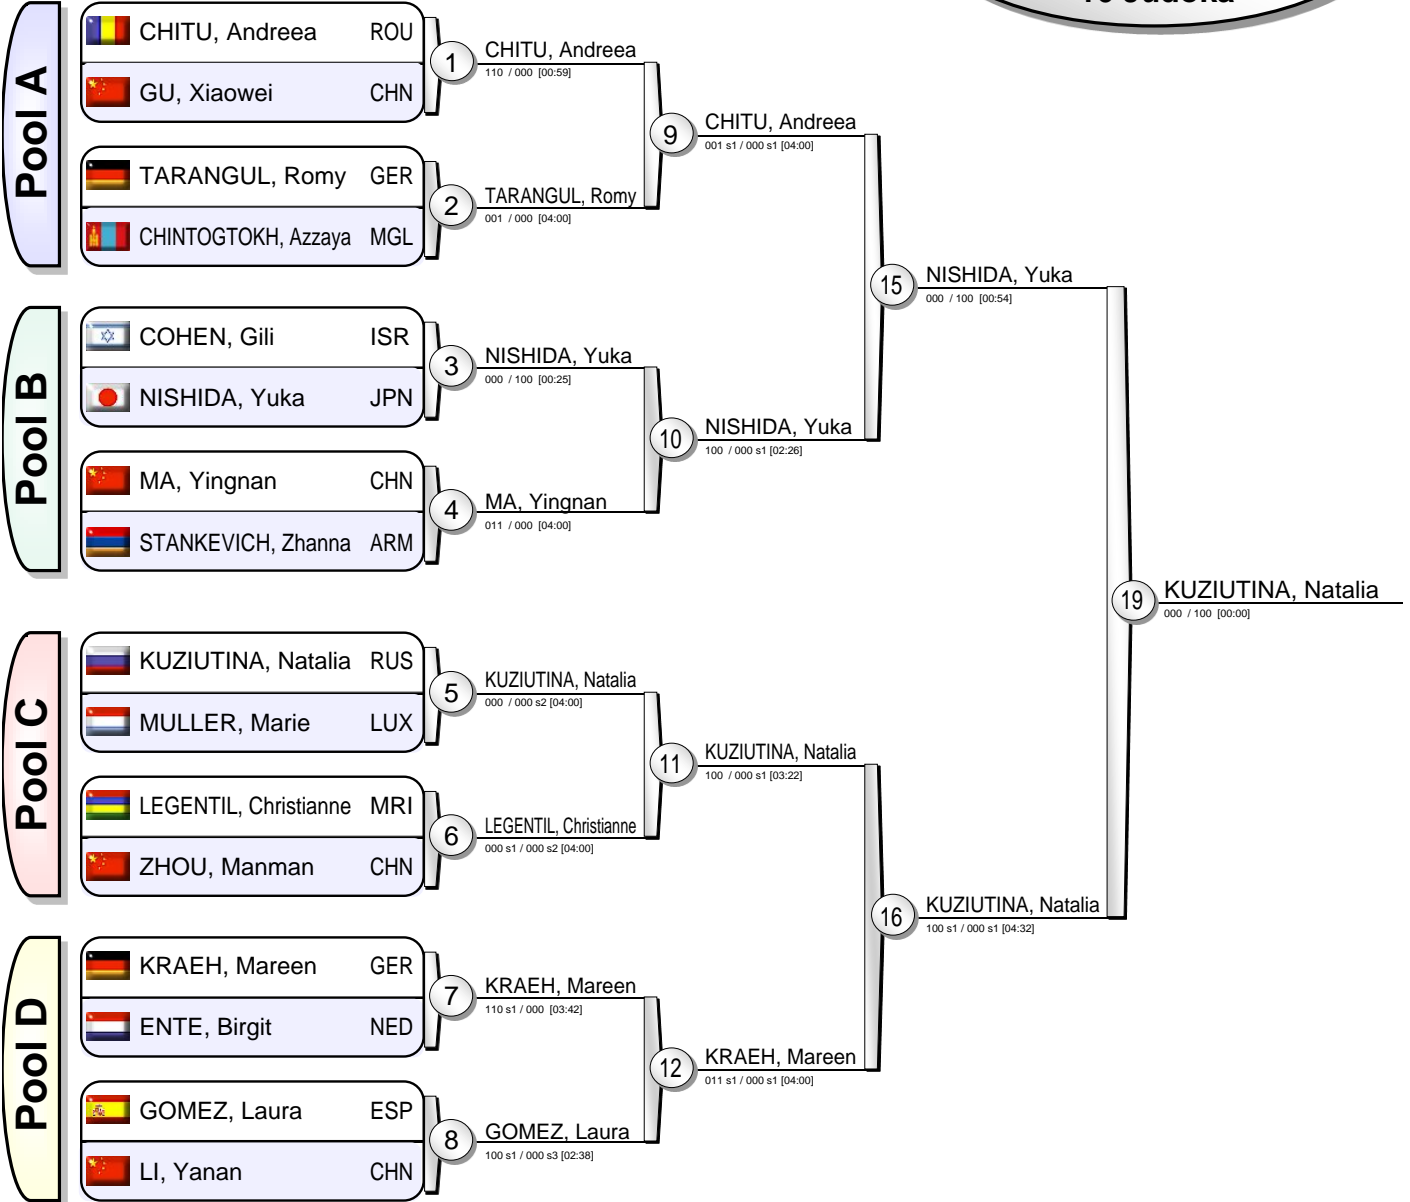 Pool A
CHITU, Andreea ROU
GU, Xiaowei CHN
TARANGUL, Romy GER
CHINTOGTOKH, Azzaya MGL
1
CHITU, Andreea
110 / 000 [00:59]
2
TARANGUL, Romy
001 / 000 [04:00]
9
CHITU, Andreea
001 s1 / 000 s1 [04:00]
Pool B
COHEN, Gili ISR
NISHIDA, Yuka JPN
MA, Yingnan CHN
STANKEVICH, Zhanna ARM
3
NISHIDA, Yuka
000 / 100 [00:25]
4
MA, Yingnan
011 / 000 [04:00]
10
NISHIDA, Yuka
100 / 000 s1 [02:26]
15
NISHIDA, Yuka
000 / 100 [00:54]
Pool C
KUZIUTINA, Natalia RUS
MULLER, Marie LUX
LEGENTIL, Christianne MRI
ZHOU, Manman CHN
5
KUZIUTINA, Natalia
000 / 000 s2 [04:00]
6
LEGENTIL, Christianne
000 s1 / 000 s2 [04:00]
11
KUZIUTINA, Natalia
100 / 000 s1 [03:22]
Pool D
KRAEH, Mareen GER
ENTE, Birgit NED
GOMEZ, Laura ESP
LI, Yanan CHN
7
KRAEH, Mareen
110 s1 / 000 [03:42]
8
GOMEZ, Laura
100 s1 / 000 s3 [02:38]
12
KRAEH, Mareen
011 s1 / 000 s1 [04:00]
16
KUZIUTINA, Natalia
100 s1 / 000 s1 [04:32]
19
KUZIUTINA, Natalia
000 / 100 [00:00]